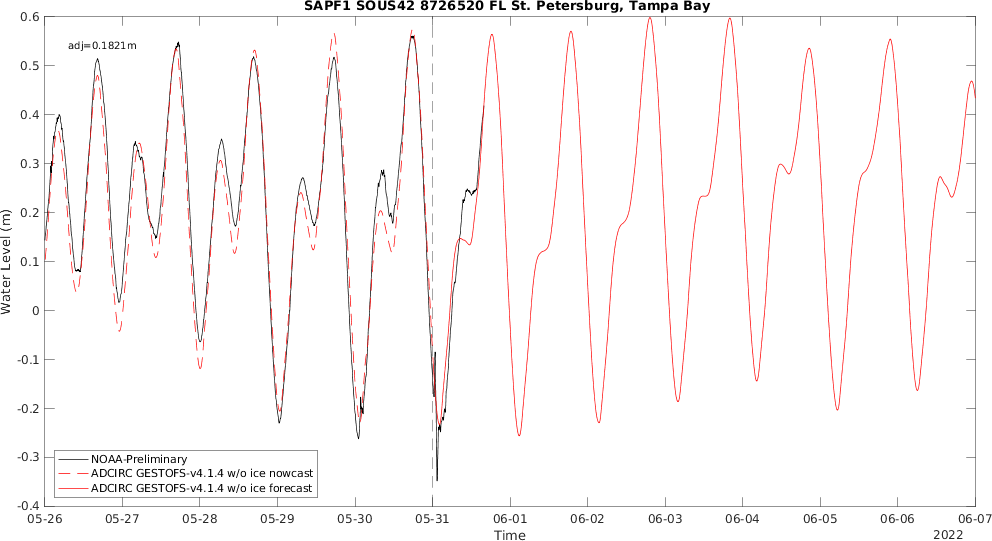 SAPF1 SOUS42 8726520 FL St. Petersburg, Tampa Bay
adj=0.1821m
0.6
0.5
0.4
0.3
0.2
0.1
0
-0.1
-0.2
-0.3
-0.4
Water Level (m)
NOAA-Preliminary
ADCIRC GESTOFS-v4.1.4 w/o ice nowcast
ADCIRC GESTOFS-v4.1.4 w/o ice forecast
05-26 05-27 05-28 05-29 05-30 05-31 06-01 06-02 06-03 06-04 06-05 06-06 06-07
Time
2022